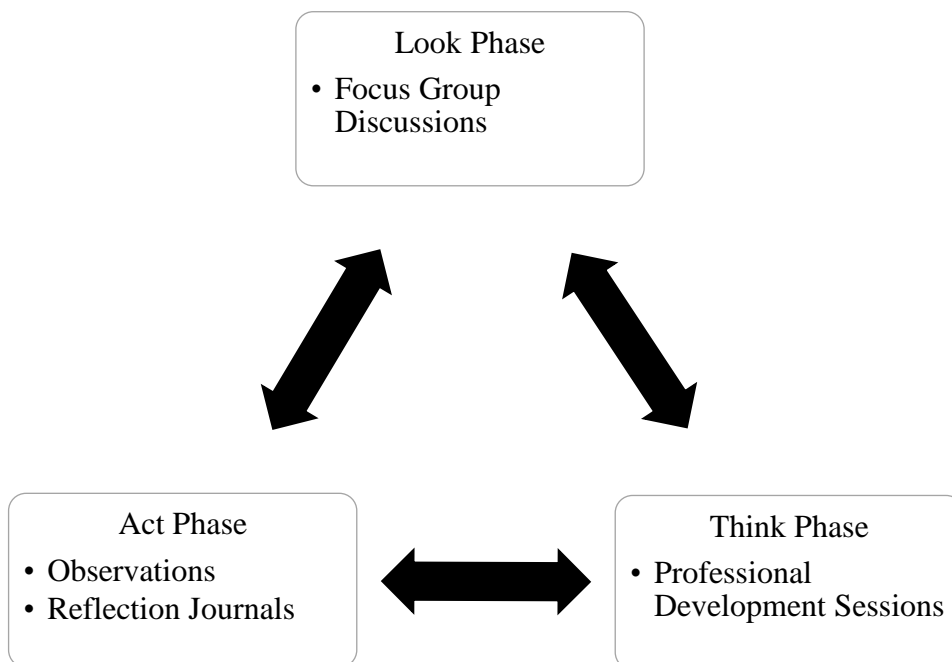 Look Phase
• Focus Group
Discussions
Act Phase
• Observations
• Reflection Journals
Think Phase
• Professional
Development Sessions